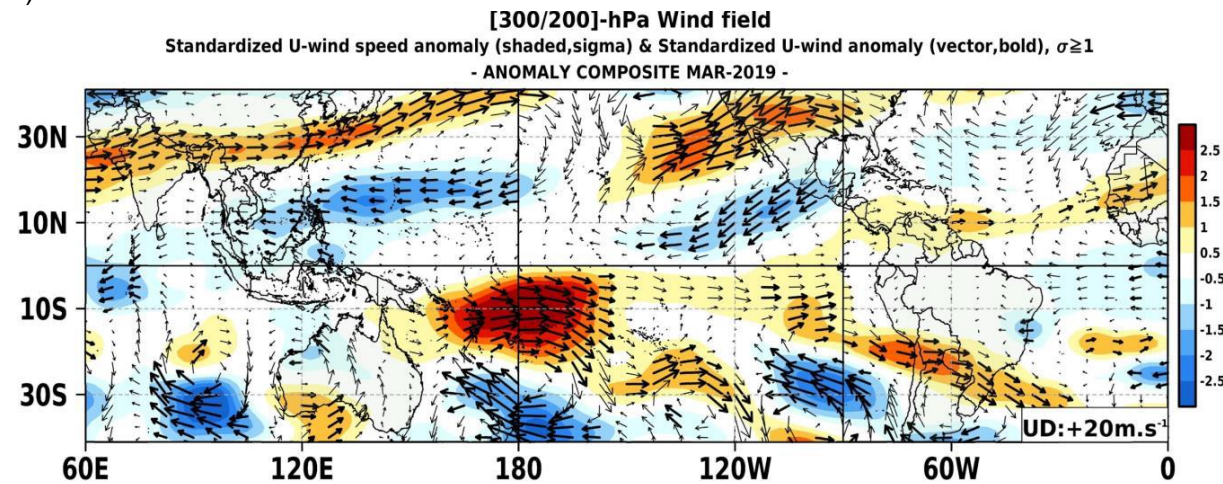 )
[300/200]-hPa Wind field
Standardized U-wind speed anomaly (shaded,sigma) & Standardized U-wind anomaly (vector,bold), σ≧1
- ANOMALY COMPOSITE MAR-2019 -
30N
10N
10S
30S
60E 120E 180 120W 60W 0
2.5
2
1.5
1
0.5
-0.5
-1
-1.5
-2
-2.5
UD:+20m.s⁻¹